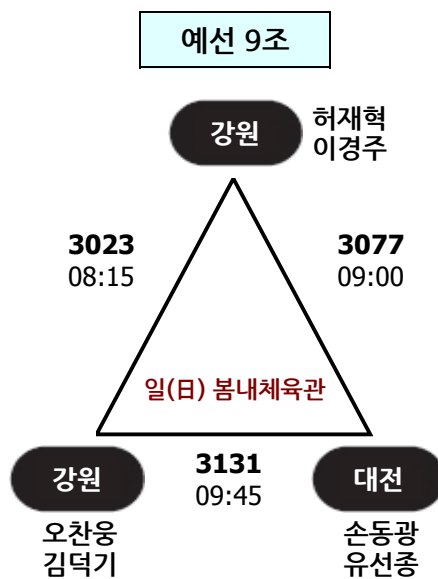 예선 9조
강원
허재혁
이경주
3023
08:15
3077
09:00
일(日) 봄내체육관
강원
3131
09:45
대전
오찬웅
김덕기
손동광
유선종